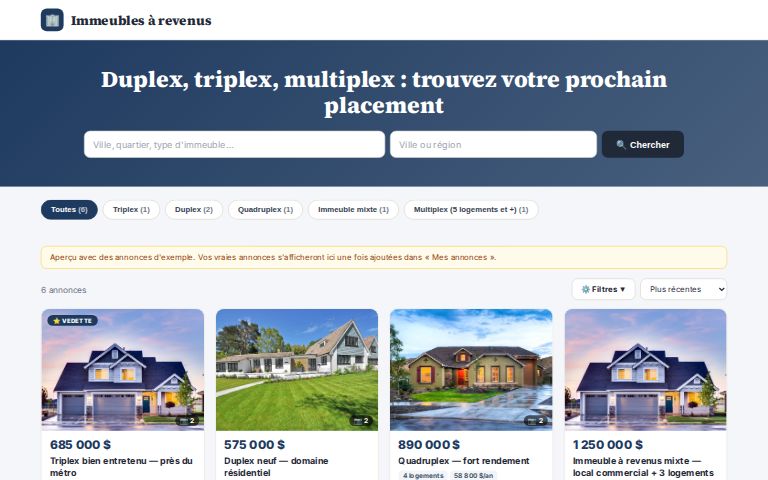 Immeubles à revenus
Duplex, triplex, multiplex : trouvez votre prochain
placement
Ville, quartier, type d'immeuble...
Ville ou région
Chercher
Toutes (6)
Triplex (1)
Duplex (2)
Quadruplex (1)
Immeuble mixte (1)
Multiplex (5 logements et +) (1)
Aperçu avec des annonces d'exemple. Vos vraies annonces s'afficheront ici une fois ajoutées dans « Mes annonces ».
6 annonces
Filtres ▾
Plus récentes
VEDETTE
2
2
2
2
685 000 $
Triplex bien entretenu — près du
métro
575 000 $
Duplex neuf — domaine
résidentiel
890 000 $
Quadruplex — fort rendement
4 logements
58 800 $/an
1 250 000 $
Immeuble à revenus mixte —
local commercial + 3 logements